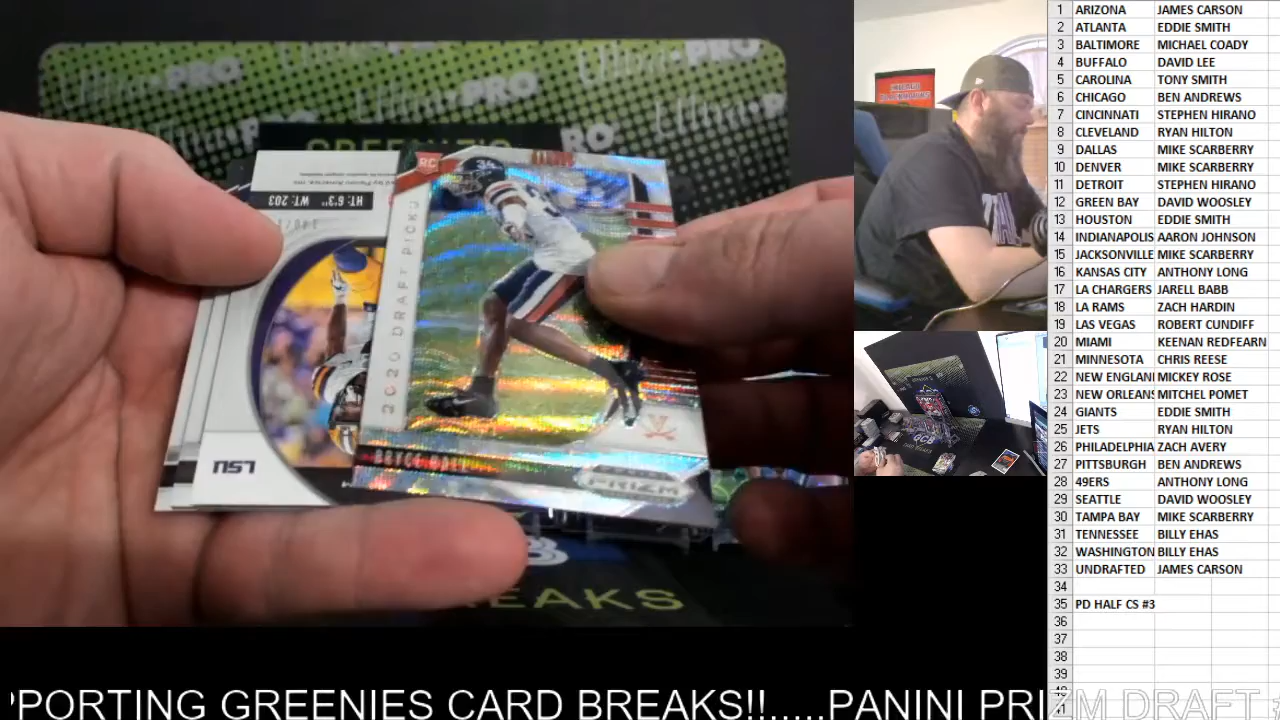 Ultra PRO
RC
2020 DRAFT PICKS
HT: 6'3" WT: 203
LSU
PRIZM
BREAKS
1 ARIZONA JAMES CARSON
2 ATLANTA EDDIE SMITH
3 BALTIMORE MICHAEL COADY
4 BUFFALO DAVID LEE
5 CAROLINA TONY SMITH
6 CHICAGO BEN ANDREWS
7 CINCINNATI STEPHEN HIRANO
8 CLEVELAND RYAN HILTON
9 DALLAS MIKE SCARBERRY
10 DENVER MIKE SCARBERRY
11 DETROIT STEPHEN HIRANO
12 GREEN BAY DAVID WOOSLEY
13 HOUSTON EDDIE SMITH
14 INDIANAPOLIS AARON JOHNSON
15 JACKSONVILLE MIKE SCARBERRY
16 KANSAS CITY ANTHONY LONG
17 LA CHARGERS JARELL BABB
18 LA RAMS ZACH HARDIN
19 LAS VEGAS ROBERT CUNDIFF
20 MIAMI KEENAN REDFEARN
21 MINNESOTA CHRIS REESE
22 NEW ENGLAN MICKEY ROSE
23 NEW ORLEANS MITCHEL POMET
24 GIANTS EDDIE SMITH
25 JETS RYAN HILTON
26 PHILADELPHIA ZACH AVERY
27 PITTSBURGH BEN ANDREWS
28 49ERS ANTHONY LONG
29 SEATTLE DAVID WOOSLEY
30 TAMPA BAY MIKE SCARBERRY
31 TENNESSEE BILLY EHAS
32 WASHINGTON BILLY EHAS
33 UNDRAFTED JAMES CARSON
34
35 PD HALF CS #3
36
37
38
39
40
41
PORTING GREENIES CARD BREAKS!!.....PANINI PRIZM DRAFT